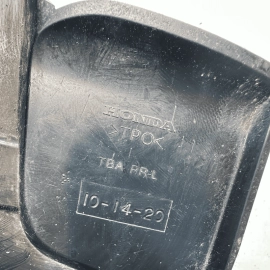 HONDA
>TPO<
TBA RR-L
10-14-20